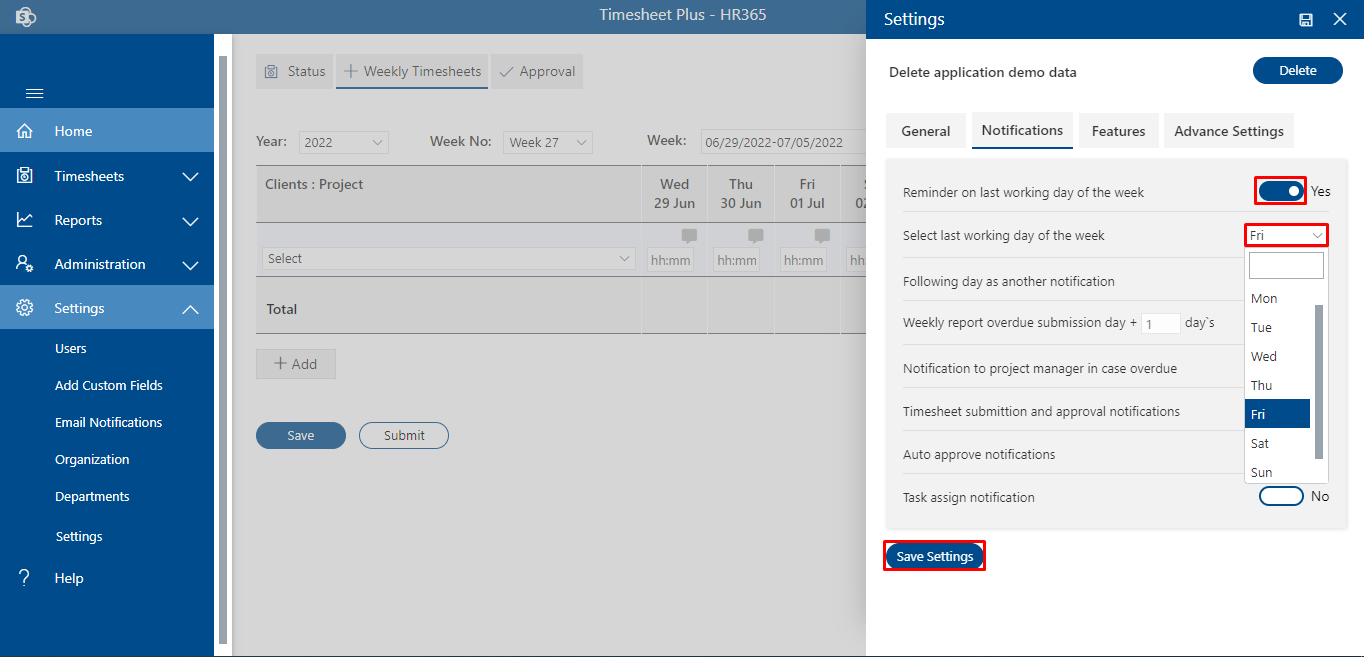 Timesheet Plus - HR365
Home
Timesheets
Reports
Administration
Settings
Users
Add Custom Fields
Email Notifications
Organization
Departments
Settings
? Help
Status
Weekly Timesheets
Approval
Year: 2022 Week No: Week 27 Week: 06/29/2022-07/05/2022
Clients : Project
Wed
29 Jun
Thu
30 Jun
Fri
01 Jul
Select hh:mm hh:mm hh:mm hh:
Total
+ Add
Save Submit
Settings
Delete application demo data Delete
General Notifications Features Advance Settings
Reminder on last working day of the week Yes
Select last working day of the week Fri
Following day as another notification
Weekly report overdue submission day + 1 day`s
Notification to project manager in case overdue
Timesheet submittion and approval notifications
Auto approve notifications
Task assign notification No
Mon
Tue
Wed
Thu
Fri
Sat
Sun
Save Settings